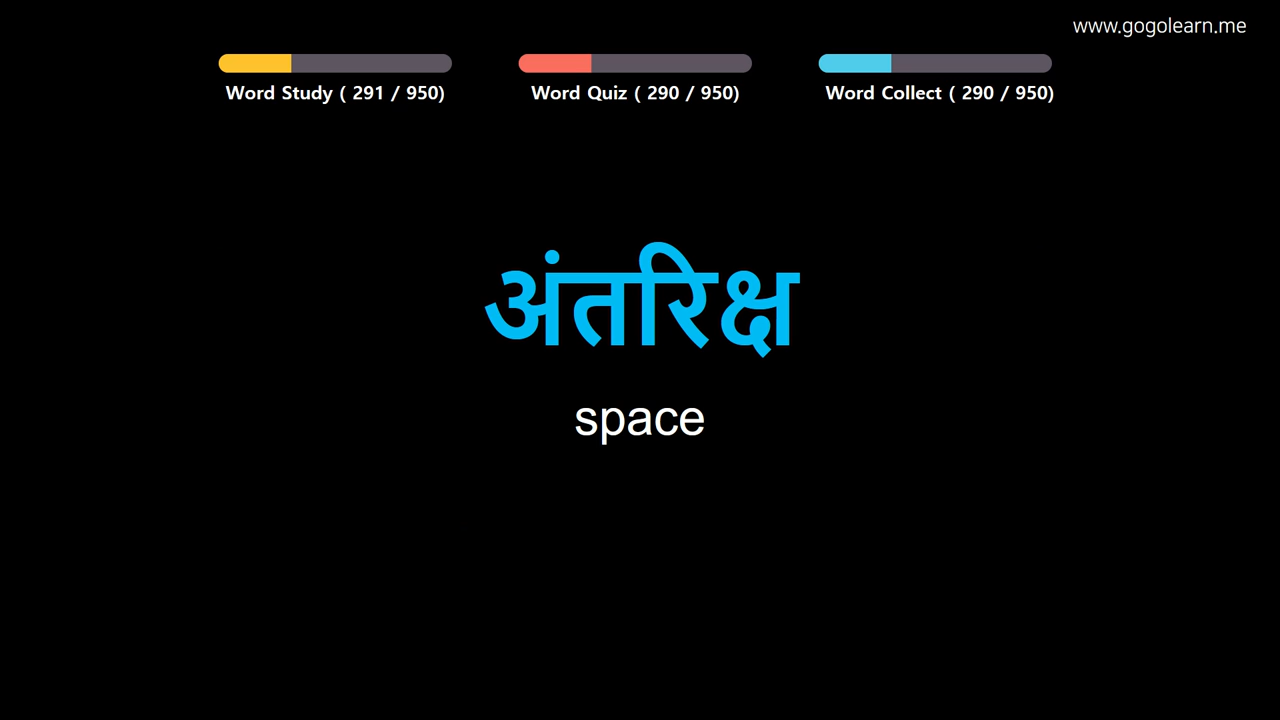 www.gogolearn.me
Word Study ( 291 / 950)
Word Quiz ( 290 / 950)
Word Collect ( 290 / 950)
अंतरिक्ष
space